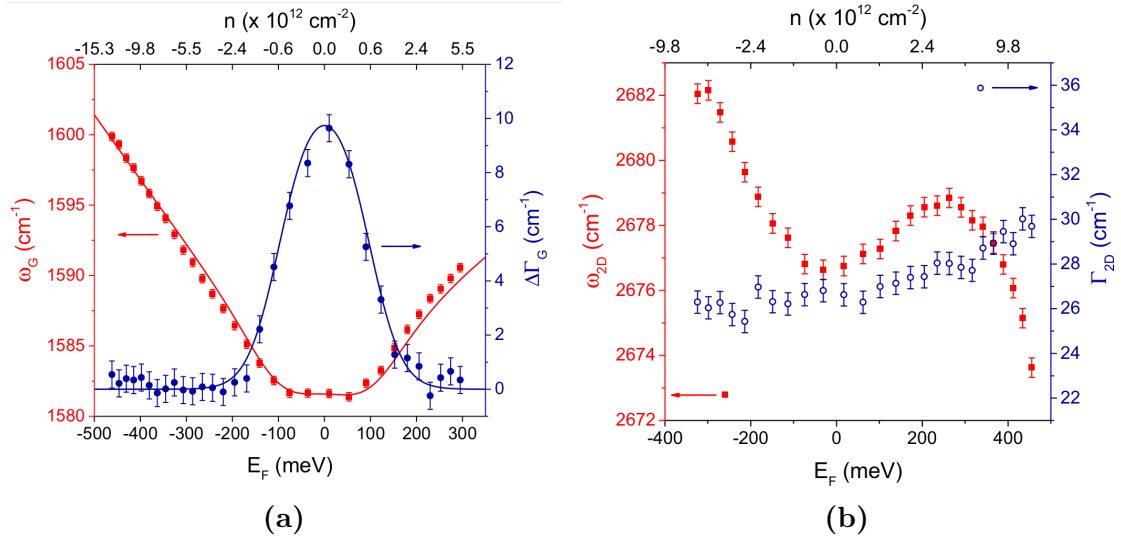 n (x 10¹² cm⁻²)
-15.3 -9.8 -5.5 -2.4 -0.6 0.0 0.6 2.4 5.5
1605
1600
1595
1590
1585
1580
ω_G (cm⁻¹)
12
10
8
6
4
2
0
ΔΓ_G (cm⁻¹)
-500 -400 -300 -200 -100 0 100 200 300
E_F (meV)
(a)
n (x 10¹² cm⁻²)
-9.8 -2.4 0.0 2.4 9.8
2682
2680
2678
2676
2674
2672
ω_2D (cm⁻¹)
36
34
32
30
28
26
24
22
Γ_2D (cm⁻¹)
-400 -200 0 200 400
E_F (meV)
(b)